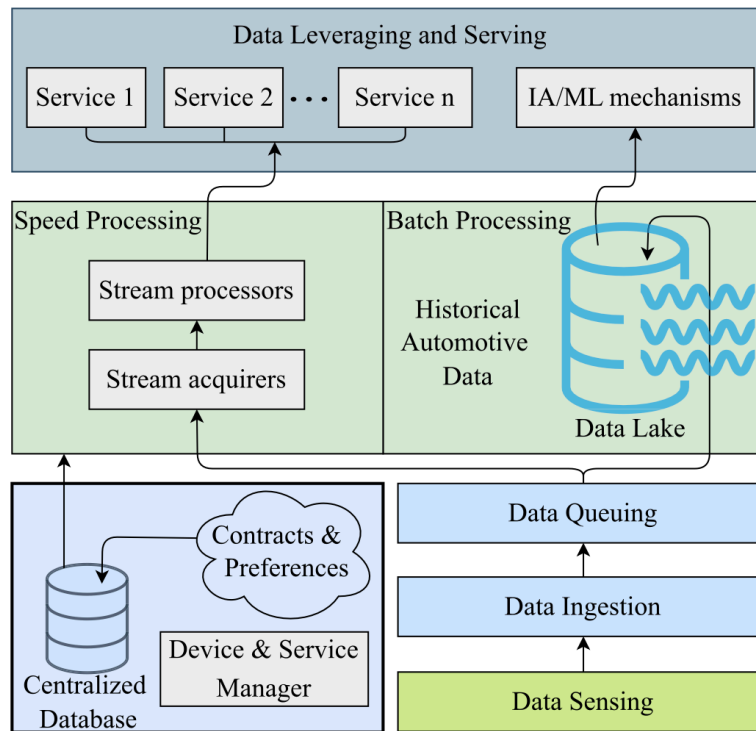 Data Leveraging and Serving
Service 1
Service 2
Service n
IA/ML mechanisms
Speed Processing
Stream processors
Stream acquirers
Batch Processing
Historical
Automotive
Data
Data Lake
Contracts &
Preferences
Centralized
Database
Device & Service
Manager
Data Queuing
Data Ingestion
Data Sensing